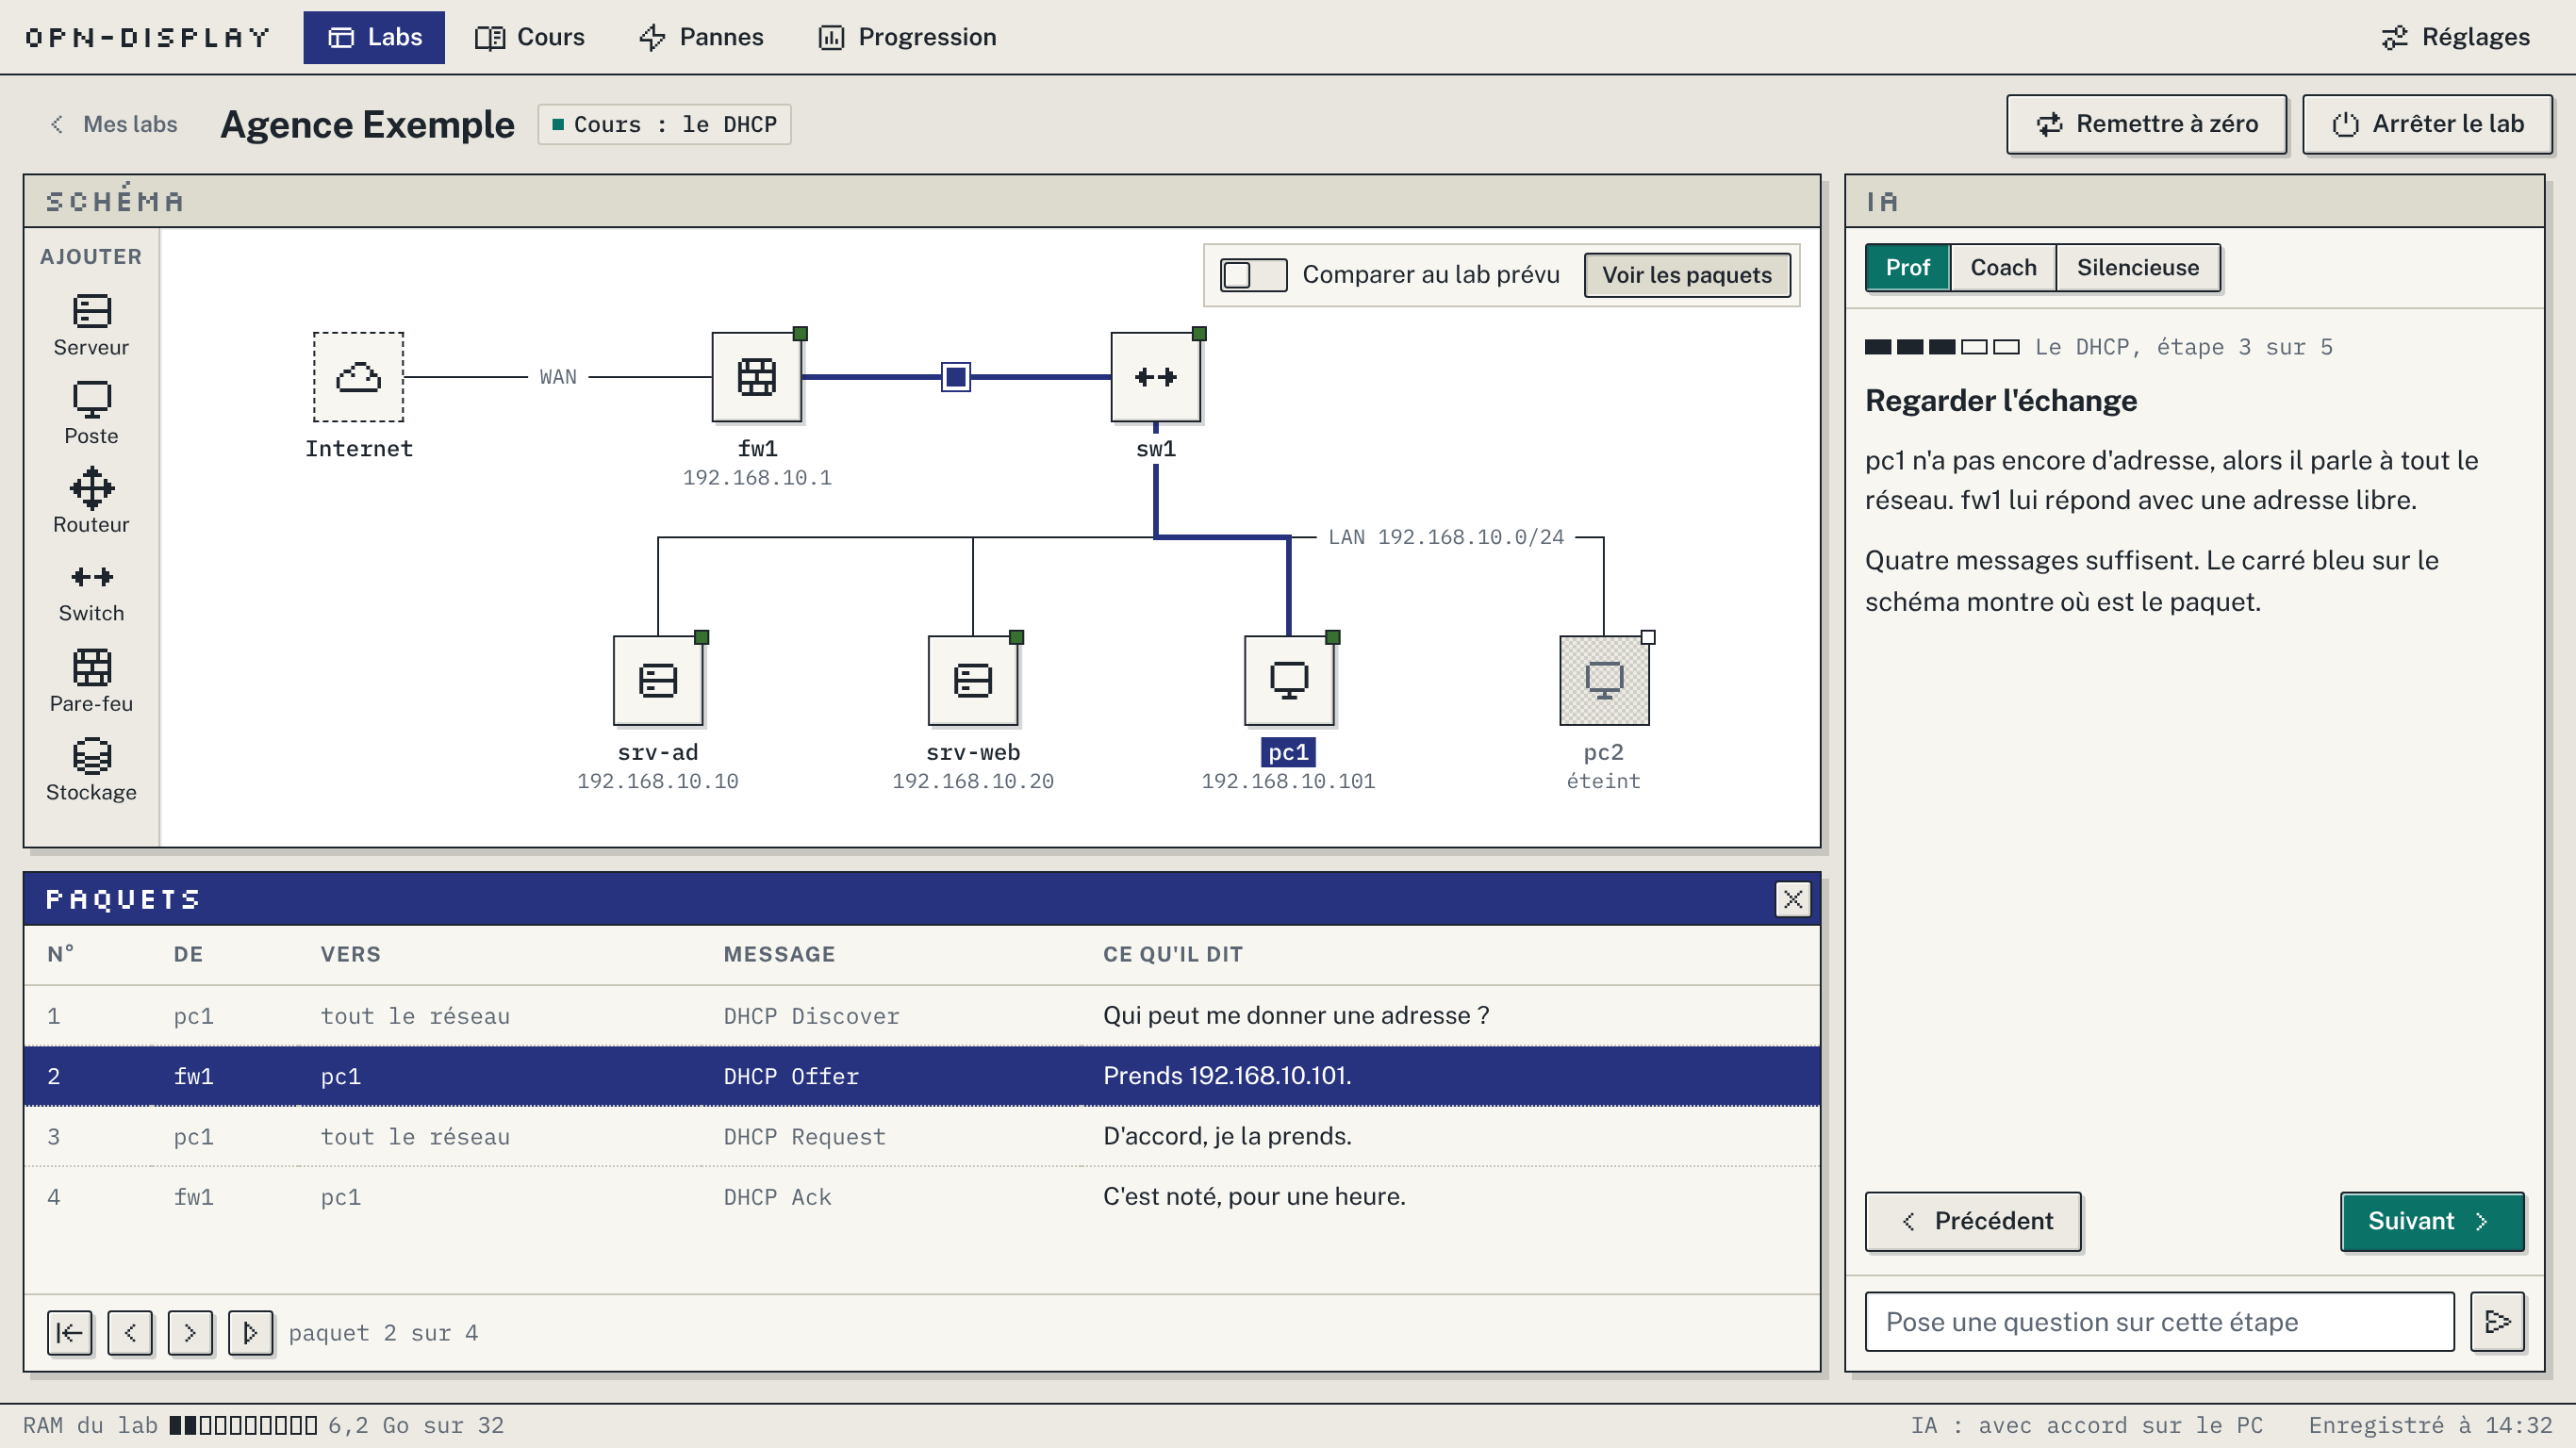 OPN-DISPLAY
Labs
Cours
Pannes
Progression
Réglages
Mes labs
Agence Exemple
Cours : le DHCP
Remettre à zéro
Arrêter le lab
SCHÉMA
AJOUTER
Serveur
Poste
Routeur
Switch
Pare-feu
Stockage
Comparer au lab prévu
Voir les paquets
WAN
Internet
fw1
192.168.10.1
sw1
LAN 192.168.10.0/24
srv-ad
192.168.10.10
srv-web
192.168.10.20
pc1
192.168.10.101
pc2
éteint
PAQUETS
N° DE VERS MESSAGE CE QU'IL DIT
1 pc1 tout le réseau DHCP Discover Qui peut me donner une adresse ?
2 fw1 pc1 DHCP Offer Prends 192.168.10.101.
3 pc1 tout le réseau DHCP Request D'accord, je la prends.
4 fw1 pc1 DHCP Ack C'est noté, pour une heure.
paquet 2 sur 4
IA
Prof
Coach
Silencieuse
Le DHCP, étape 3 sur 5
Regarder l'échange
pc1 n'a pas encore d'adresse, alors il parle à tout le
réseau. fw1 lui répond avec une adresse libre.
Quatre messages suffisent. Le carré bleu sur le
schéma montre où est le paquet.
Précédent
Suivant
Pose une question sur cette étape
RAM du lab 6,2 Go sur 32
IA : avec accord sur le PC
Enregistré à 14:32